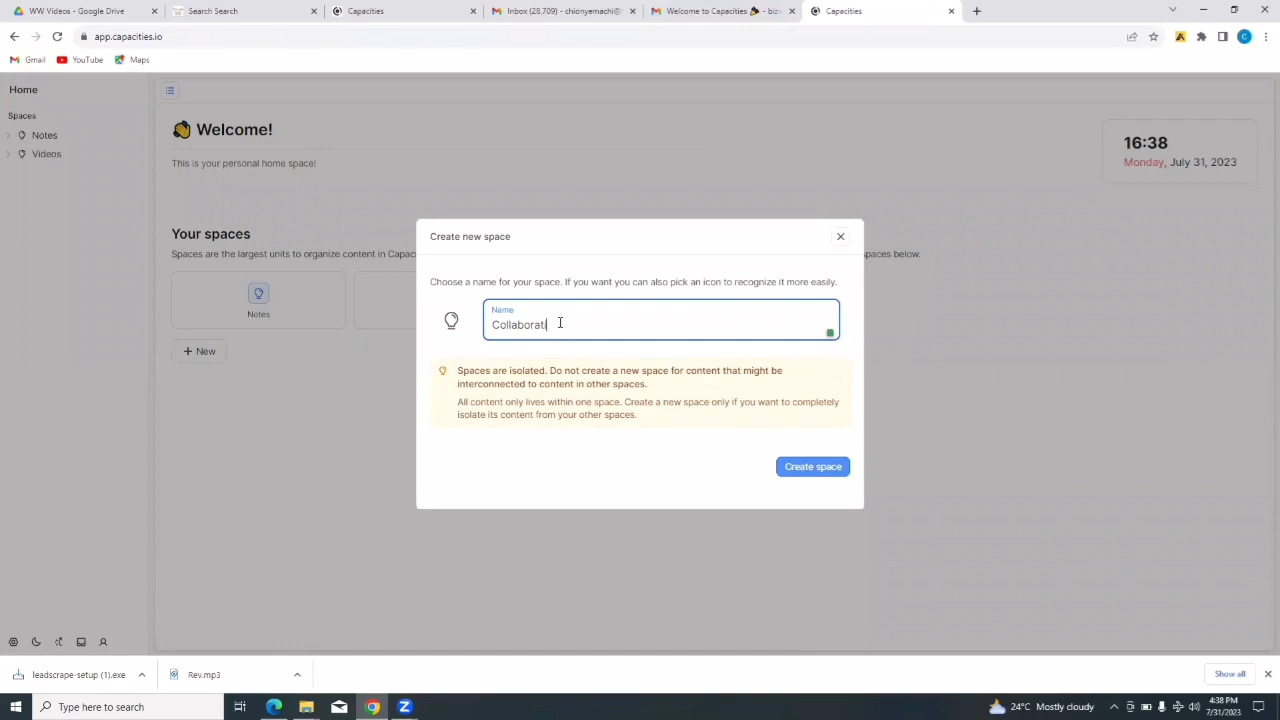 WW Videos - Google Drive
Search Search
Capacities
Inbox (28,709) - chionyemachi@
Welcome to Capacities 🎉 - biz
Capacities
app.capacities.io
C
Gmail
YouTube
Maps
Home
Spaces
Notes
Videos
👋 Welcome!
This is your personal home space!
16:38
Monday, July 31, 2023
Your spaces
Spaces are the largest units to organize content in Capac
paces below.
Notes
+ New
Create new space
Choose a name for your space. If you want you can also pick an icon to recognize it more easily.
Name
Collaborati
Spaces are isolated. Do not create a new space for content that might be
interconnected to content in other spaces.
All content only lives within one space. Create a new space only if you want to completely
isolate its content from your other spaces.
Create space
leadscrape-setup (1).exe
Rev.mp3
Show all
Type here to search
24°C Mostly cloudy
4:38 PM
7/31/2023